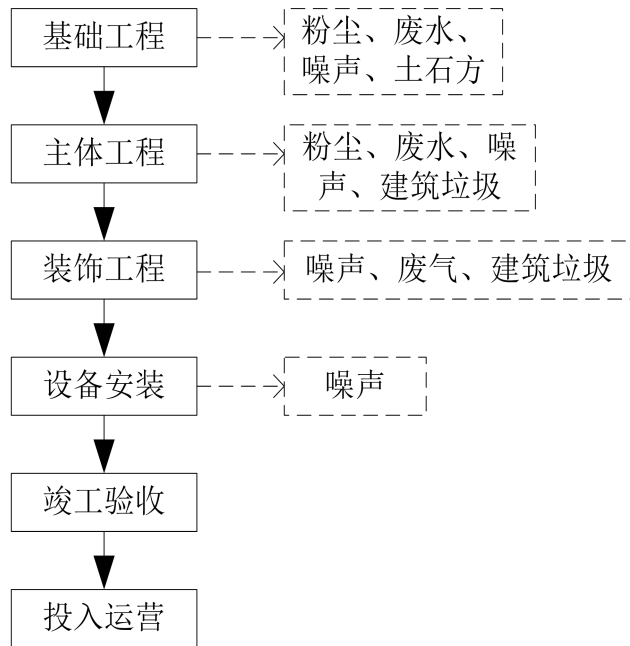 基础工程
粉尘、废水、
噪声、土石方
主体工程
粉尘、废水、噪
声、建筑垃圾
装饰工程
噪声、废气、建筑垃圾
设备安装
噪声
竣工验收
投入运营